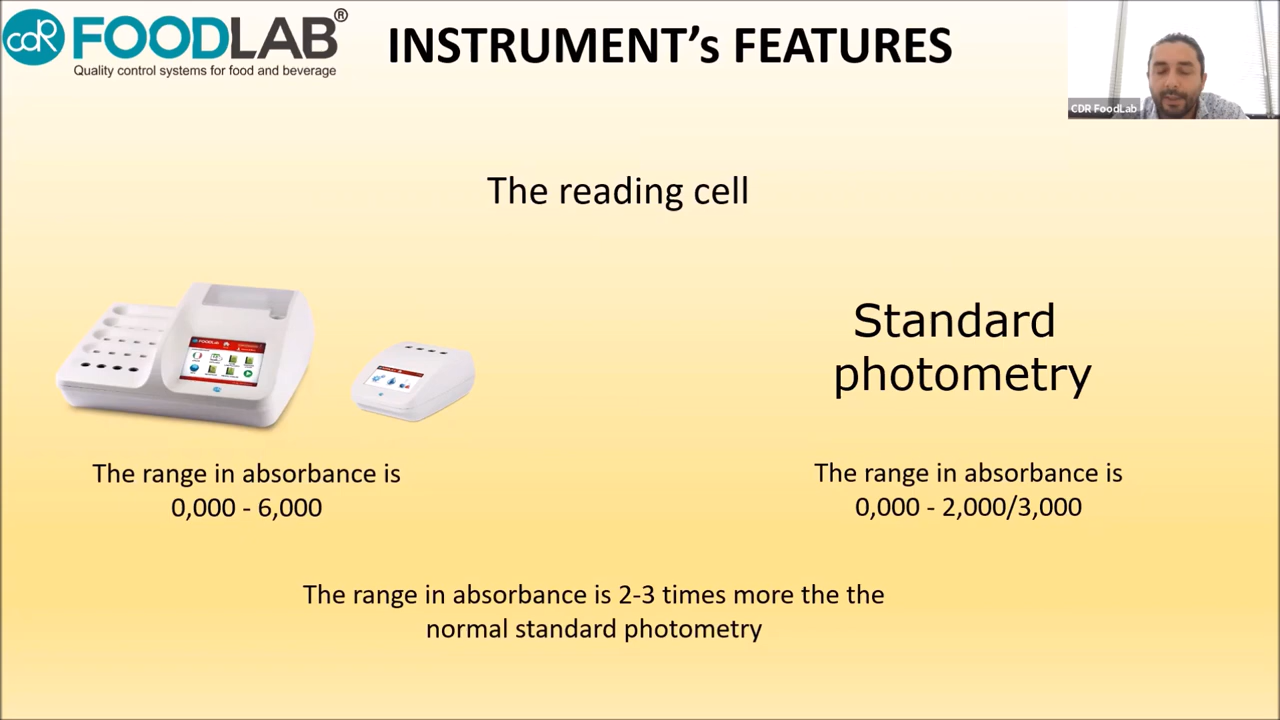 cdR FOODLAB®
Quality control systems for food and beverage
INSTRUMENT’s FEATURES
CDR FoodLab
The reading cell
FOODLAB
Standard
photometry
The range in absorbance is
0,000 - 6,000
The range in absorbance is
0,000 - 2,000/3,000
The range in absorbance is 2-3 times more the the
normal standard photometry